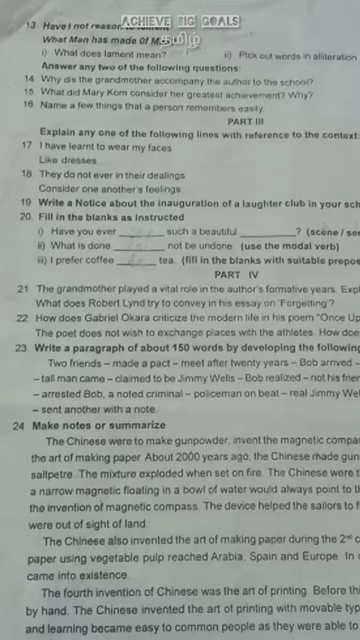 ACHIEVE BIG GOALS
தமிழ்
13 Have I not reason
What Man has made Of M
i) What does lament mean? ii) Pick out words in alliteration
Answer any two of the following questions:
14. Why did the grandmother accompany the author to the school?
15. What did Mary Kom consider her greatest achievement? Why?
16. Name a few things that a person remembers easily.
PART III
Explain any one of the following lines with reference to the context:
17 I have learnt to wear my faces
Like dresses
18. They do not ever in their dealings
Consider one another's feelings
19 Write a Notice about the inauguration of a laughter club in your sch
20. Fill in the blanks as instructed
i) Have you ever ______ such a beautiful ______? (scene / see
ii) What is done ______ not be undone. (use the modal verb)
iii) I prefer coffee ______ tea. (fill in the blanks with suitable prepos
PART IV
21 The grandmother played a vital role in the author's formative years. Expl
What does Robert Lynd try to convey in his essay on 'Forgetting'?
22. How does Gabriel Okara criticize the modern life in his poem "Once Up
The poet does not wish to exchange places with the athletes. How doe
23 Write a paragraph of about 150 words by developing the following
Two friends – made a pact – meet after twenty years – Bob arrived –
– tall man came – claimed to be Jimmy Wells – Bob realized – not his frien
– arrested Bob, a noted criminal – policeman on beat – real Jimmy Wel
– sent another with a note.
24 Make notes or summarize
The Chinese were to make gunpowder, invent the magnetic compa
the art of making paper. About 2000 years ago, the Chinese made gun
saltpetre. The mixture exploded when set on fire. The Chinese were t
a narrow magnetic floating in a bowl of water would always point to th
the invention of magnetic compass. The device helped the sailors to f
were out of sight of land.
The Chinese also invented the art of making paper during the 2nd c
paper using vegetable pulp reached Arabia, Spain and Europe. In
came into existence.
The fourth invention of Chinese was the art of printing. Before thi
by hand. The Chinese invented the art of printing with movable typ
and learning became easy to common people as they were able to